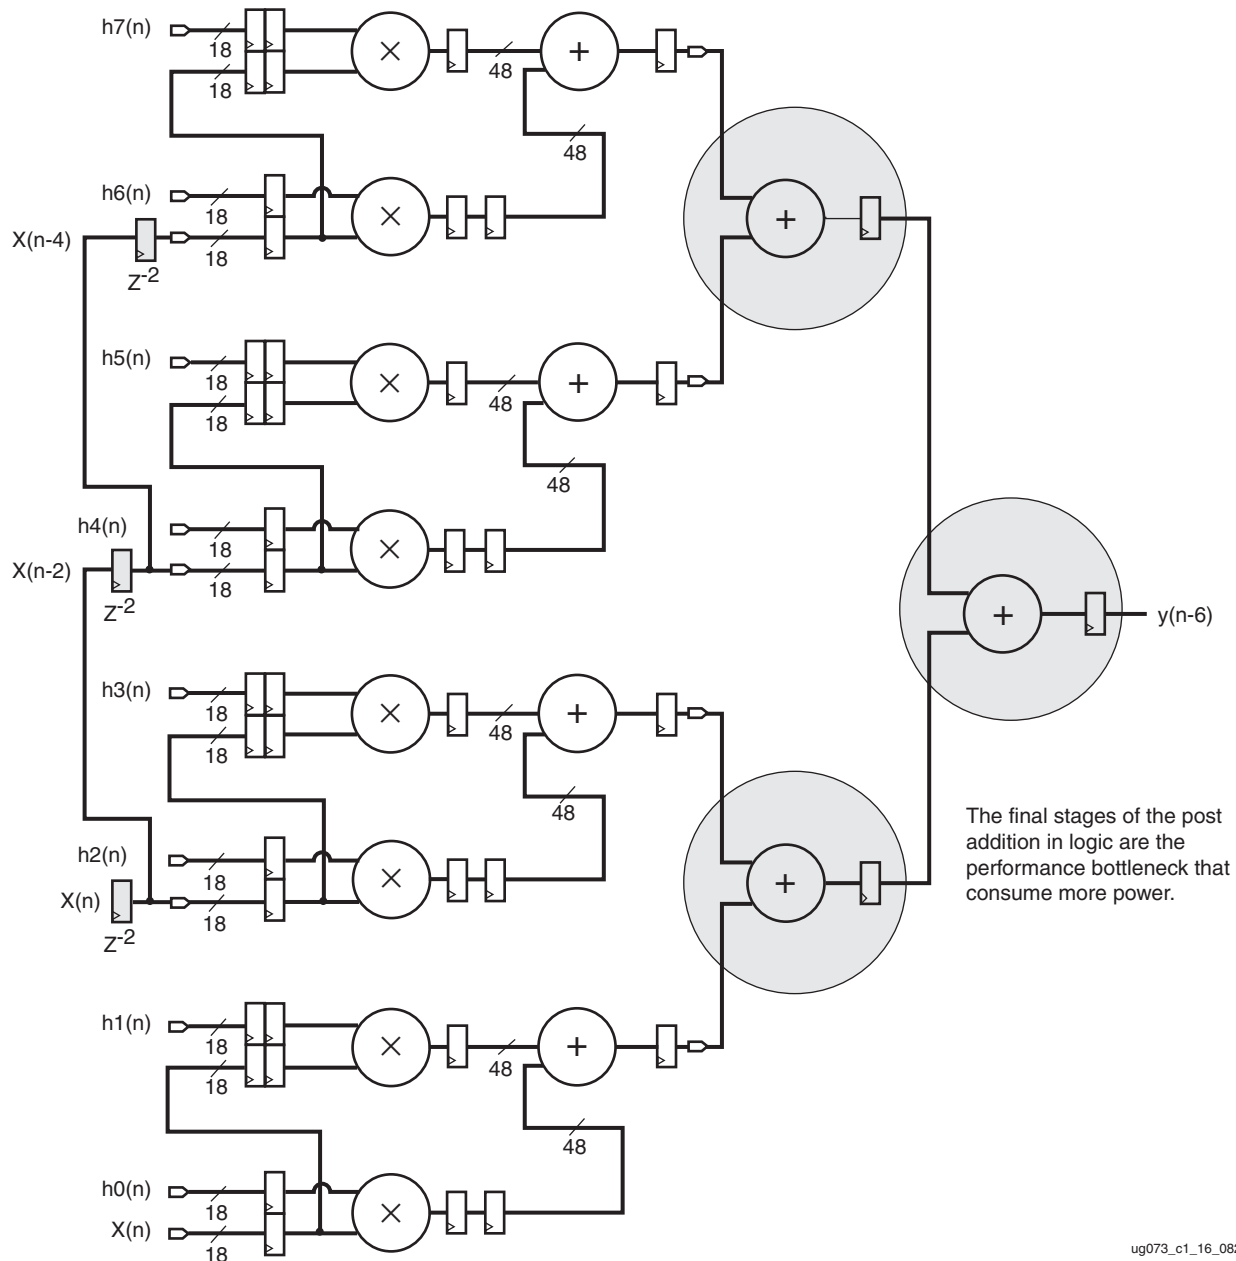 h7(n)
18
18
48
×
+
48
h6(n)
18
×
+
X(n-4)
18
Z-2
h5(n)
18
18
48
×
+
48
h4(n)
18
×
X(n-2)
18
Z-2
+
y(n-6)
h3(n)
18
18
48
×
+
48
The final stages of the post
addition in logic are the
performance bottleneck that
consume more power.
h2(n)
18
×
+
X(n)
18
Z-2
h1(n)
18
18
48
×
+
48
h0(n)
18
×
X(n)
18
ug073_c1_16_082